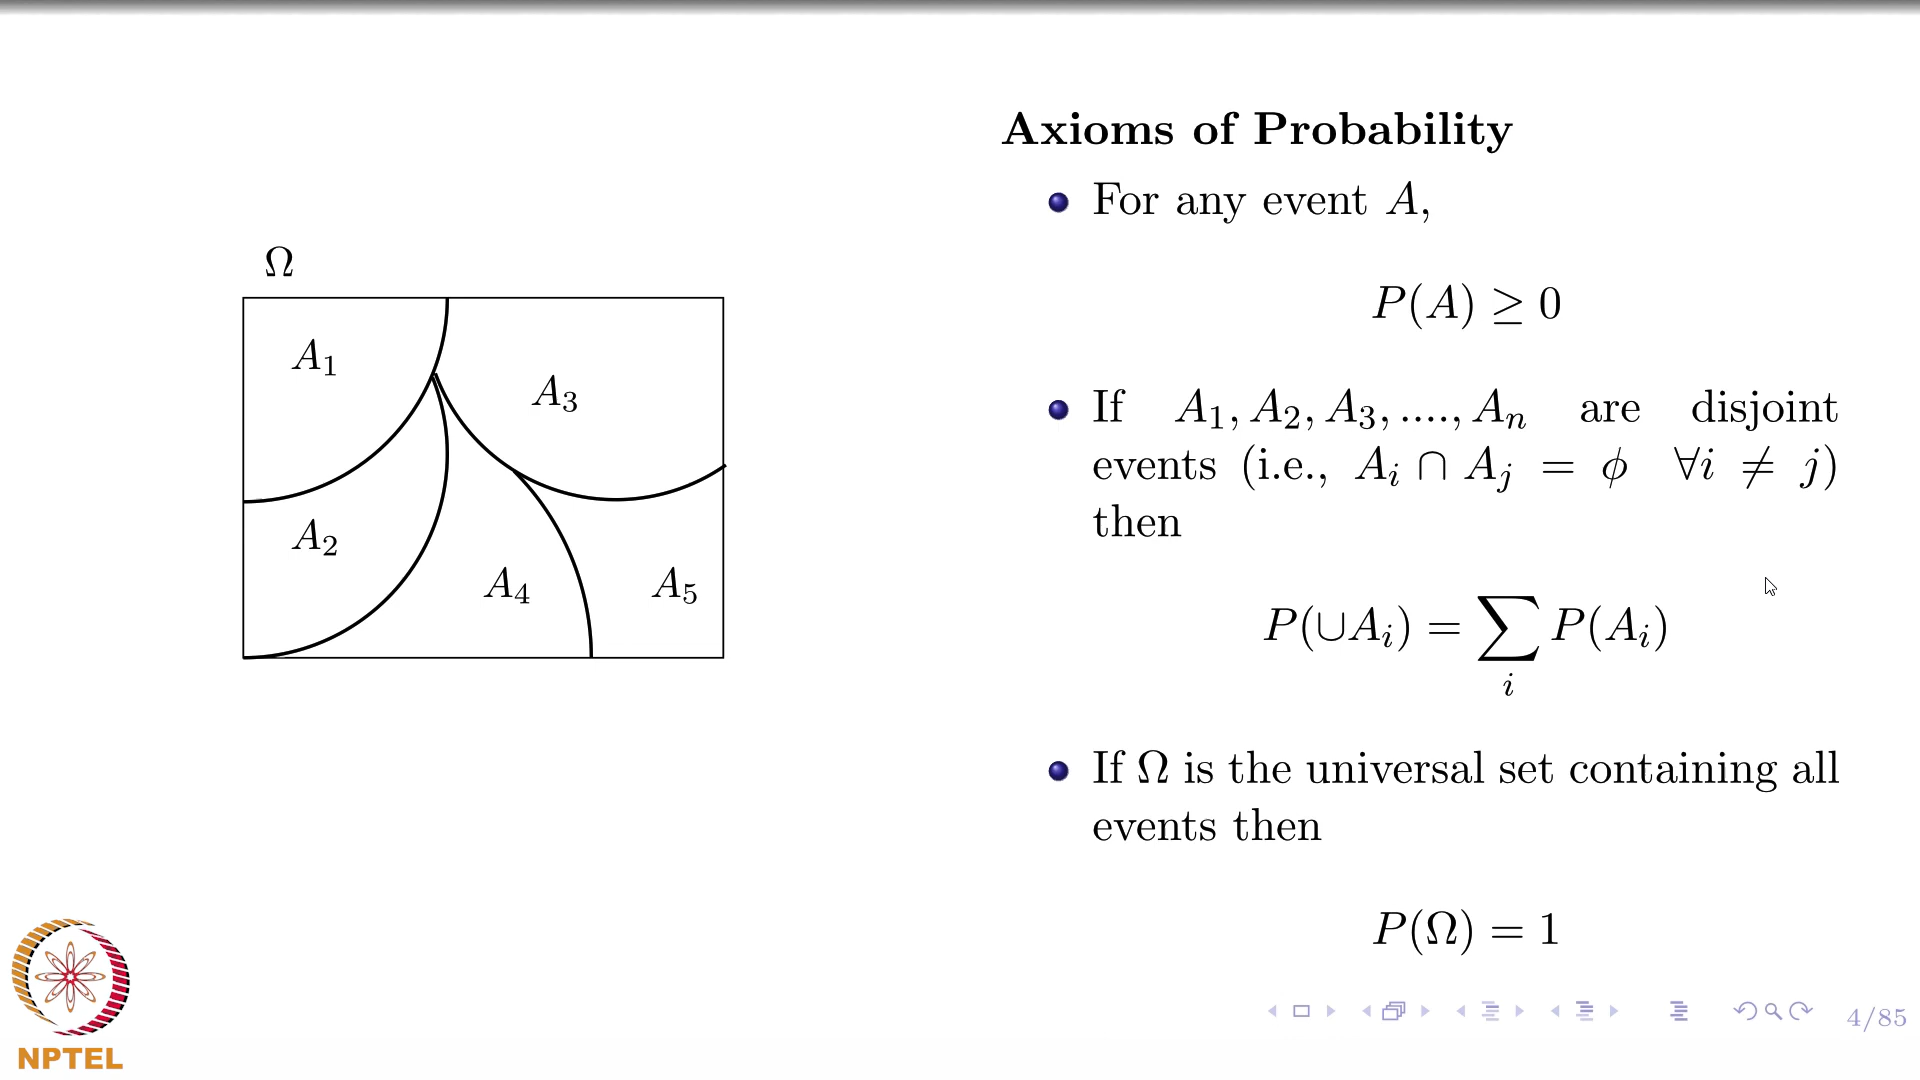 Ω
A₁
A₃
A₂
A₄
A₅
Axioms of Probability
For any event A,
P(A) ≥ 0
If A₁, A₂, A₃, ...., Aₙ are disjoint
events (i.e., Aᵢ ∩ Aⱼ = ϕ ∀i ≠ j)
then
P(∪Aᵢ) = ∑ P(Aᵢ)
i
If Ω is the universal set containing all
events then
P(Ω) = 1
4/85
NPTEL